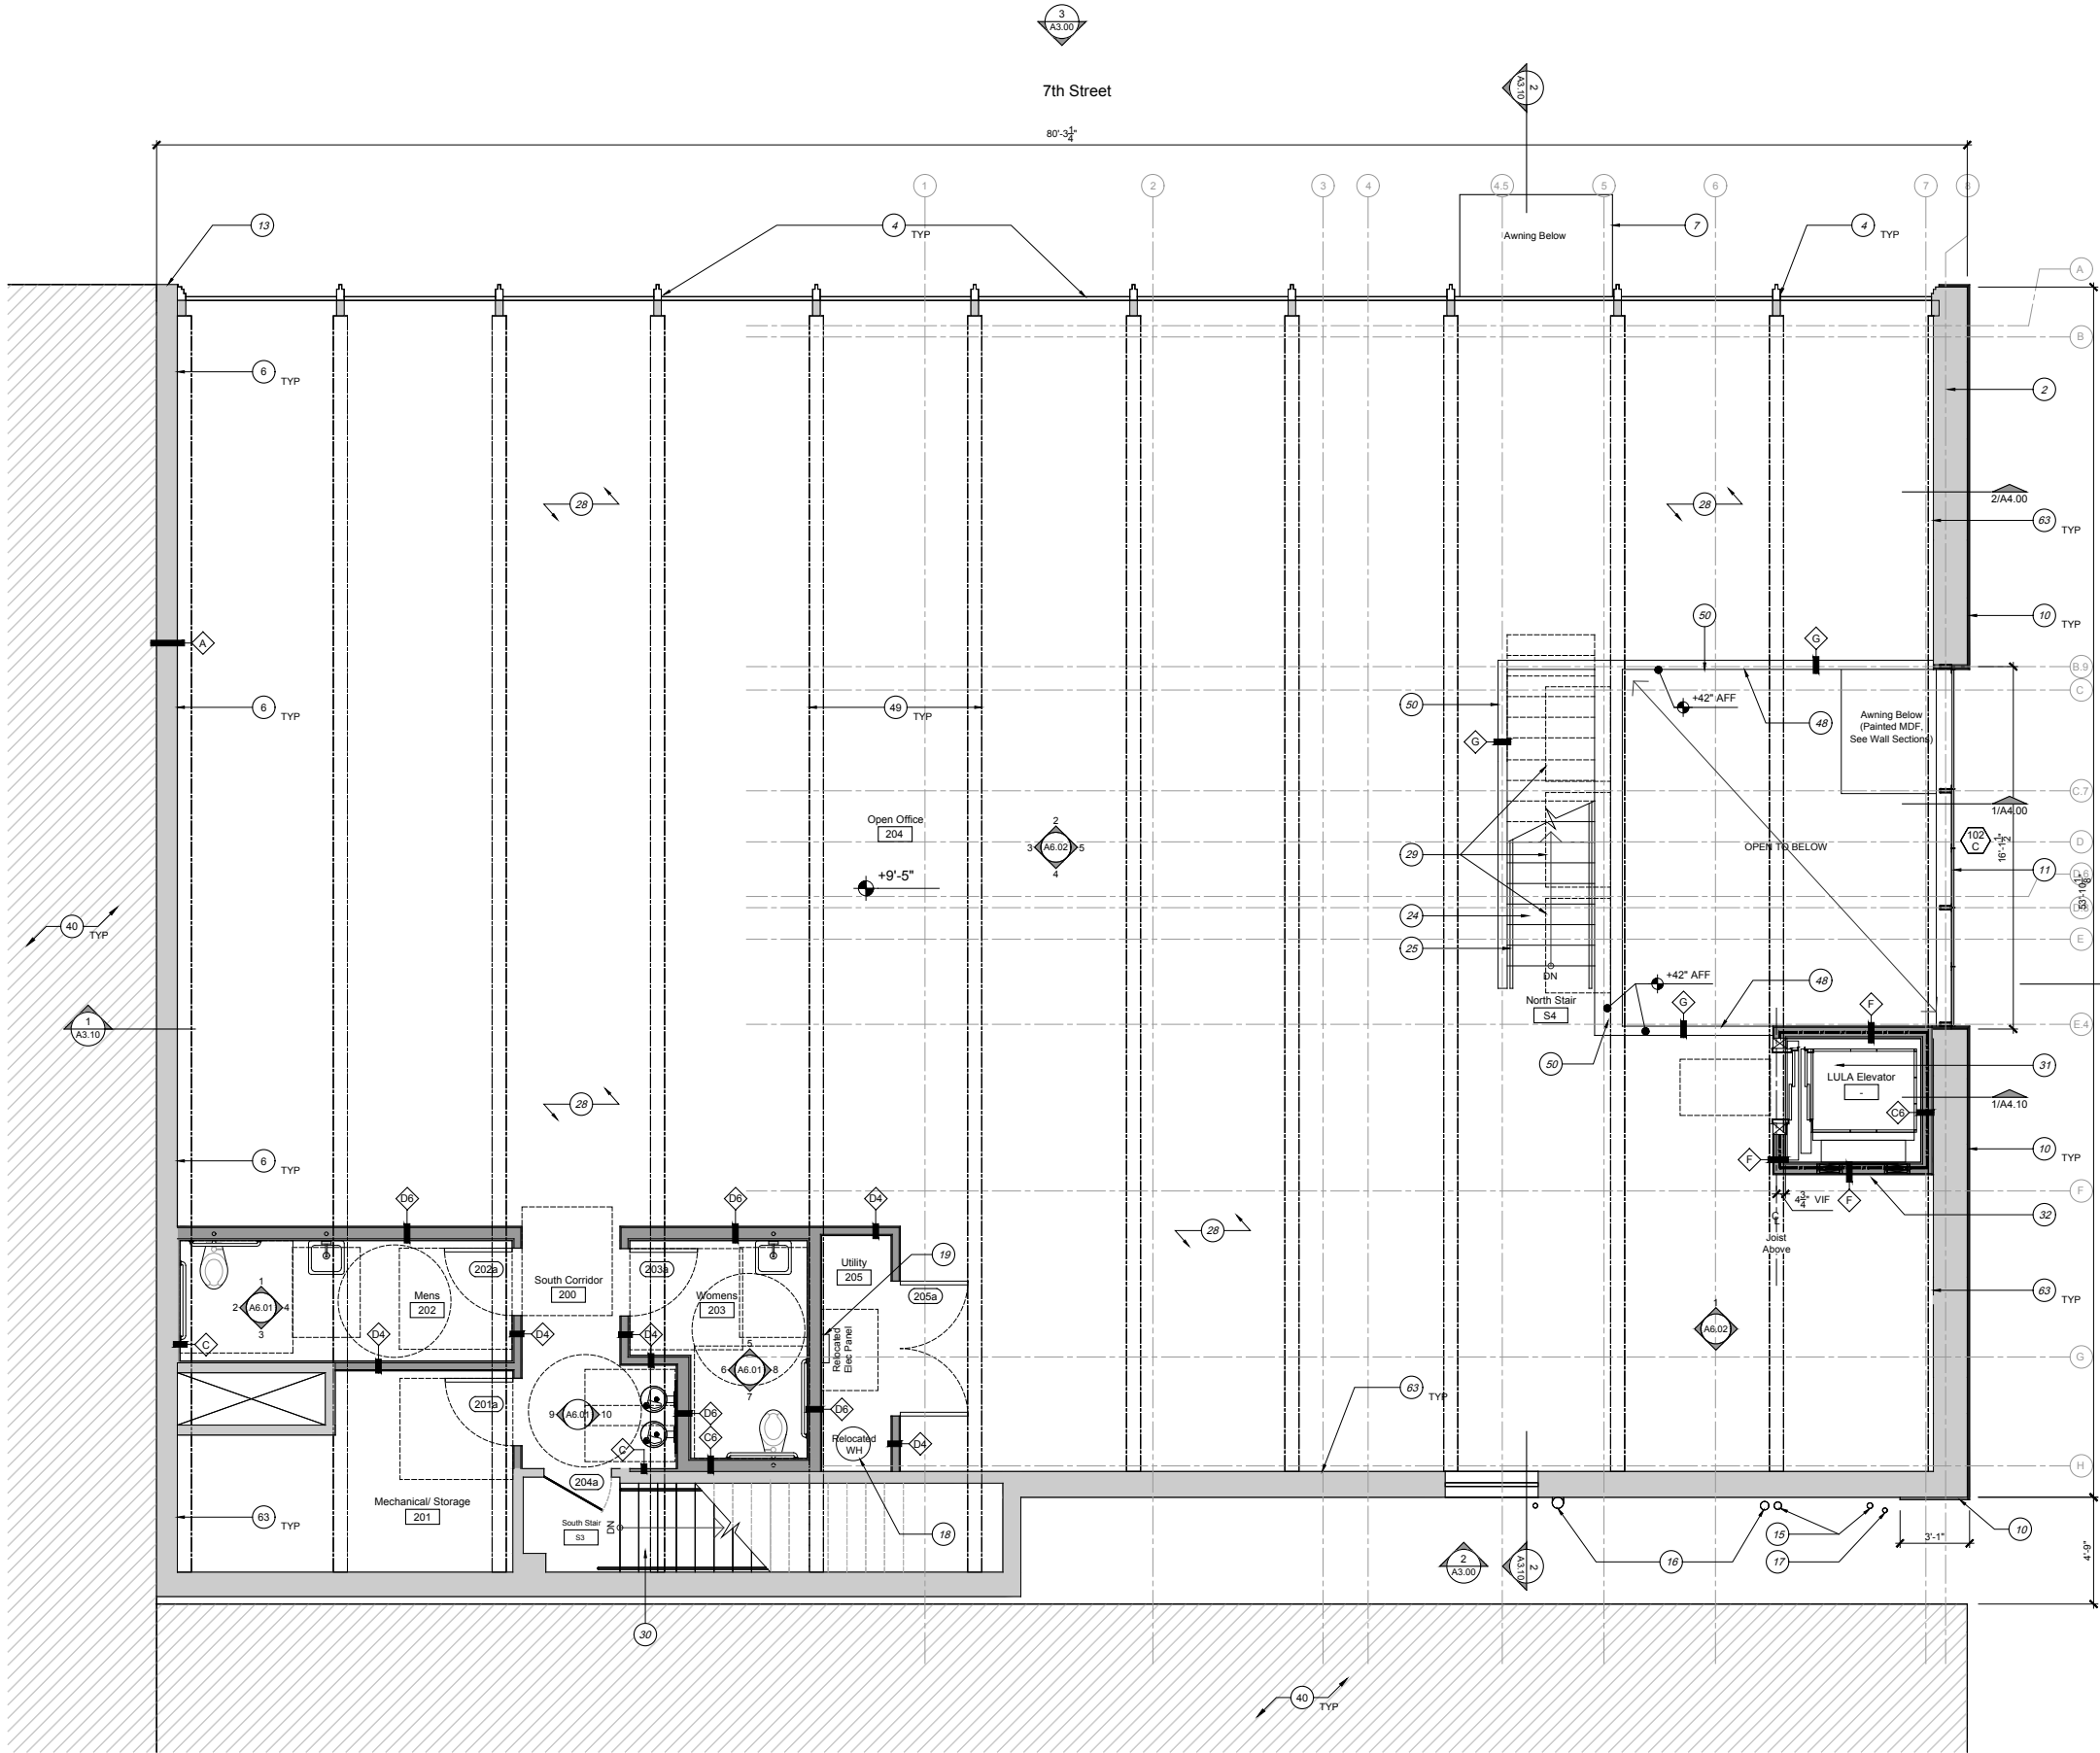 3
A3.00
7th Street
2
A3.10
80'-3 1/4"
1
2
3
4
4.5
5
6
7
8
13
4
TYP
Awning Below
7
4
TYP
A
B
6
TYP
2
28
28
2/A4.00
63
TYP
50
10
TYP
A
G
B.9
C
6
TYP
49
TYP
50
+42" AFF
48
Awning Below
(Painted MDF,
See Wall Sections)
G
C.7
1/A4.00
Open Office
204
2
3
A6.02
5
4
29
OPEN TO BELOW
102
C
16'-1 1/2"
D
11
+9'-5"
53'-10 1/8"
24
40
TYP
25
E
DN
+42" AFF
48
North Stair
S4
G
F
1
A3.10
E.4
50
LULA Elevator
-
31
28
C6
1/A4.10
6
TYP
F
10
TYP
D6
D6
D4
4 3/4" VIF
F
F
28
32
C L
Joist
Above
19
202a
203a
Utility
205
South Corridor
200
205a
Mens
202
Womens
203
63
TYP
1
2
A6.01
4
3
D4
D4
D4
C
Relocated
Elec Panel
1
A6.02
5
6
A6.01
8
7
G
201a
63
TYP
9
A6.01
10
D6
D6
C6
C
Relocated
WH
D4
H
204a
Mechanical/ Storage
201
63
TYP
South Stair
S3
DN
18
15
17
16
3'-1"
10
2
A3.00
2
A3.10
4'-9"
30
40
TYP